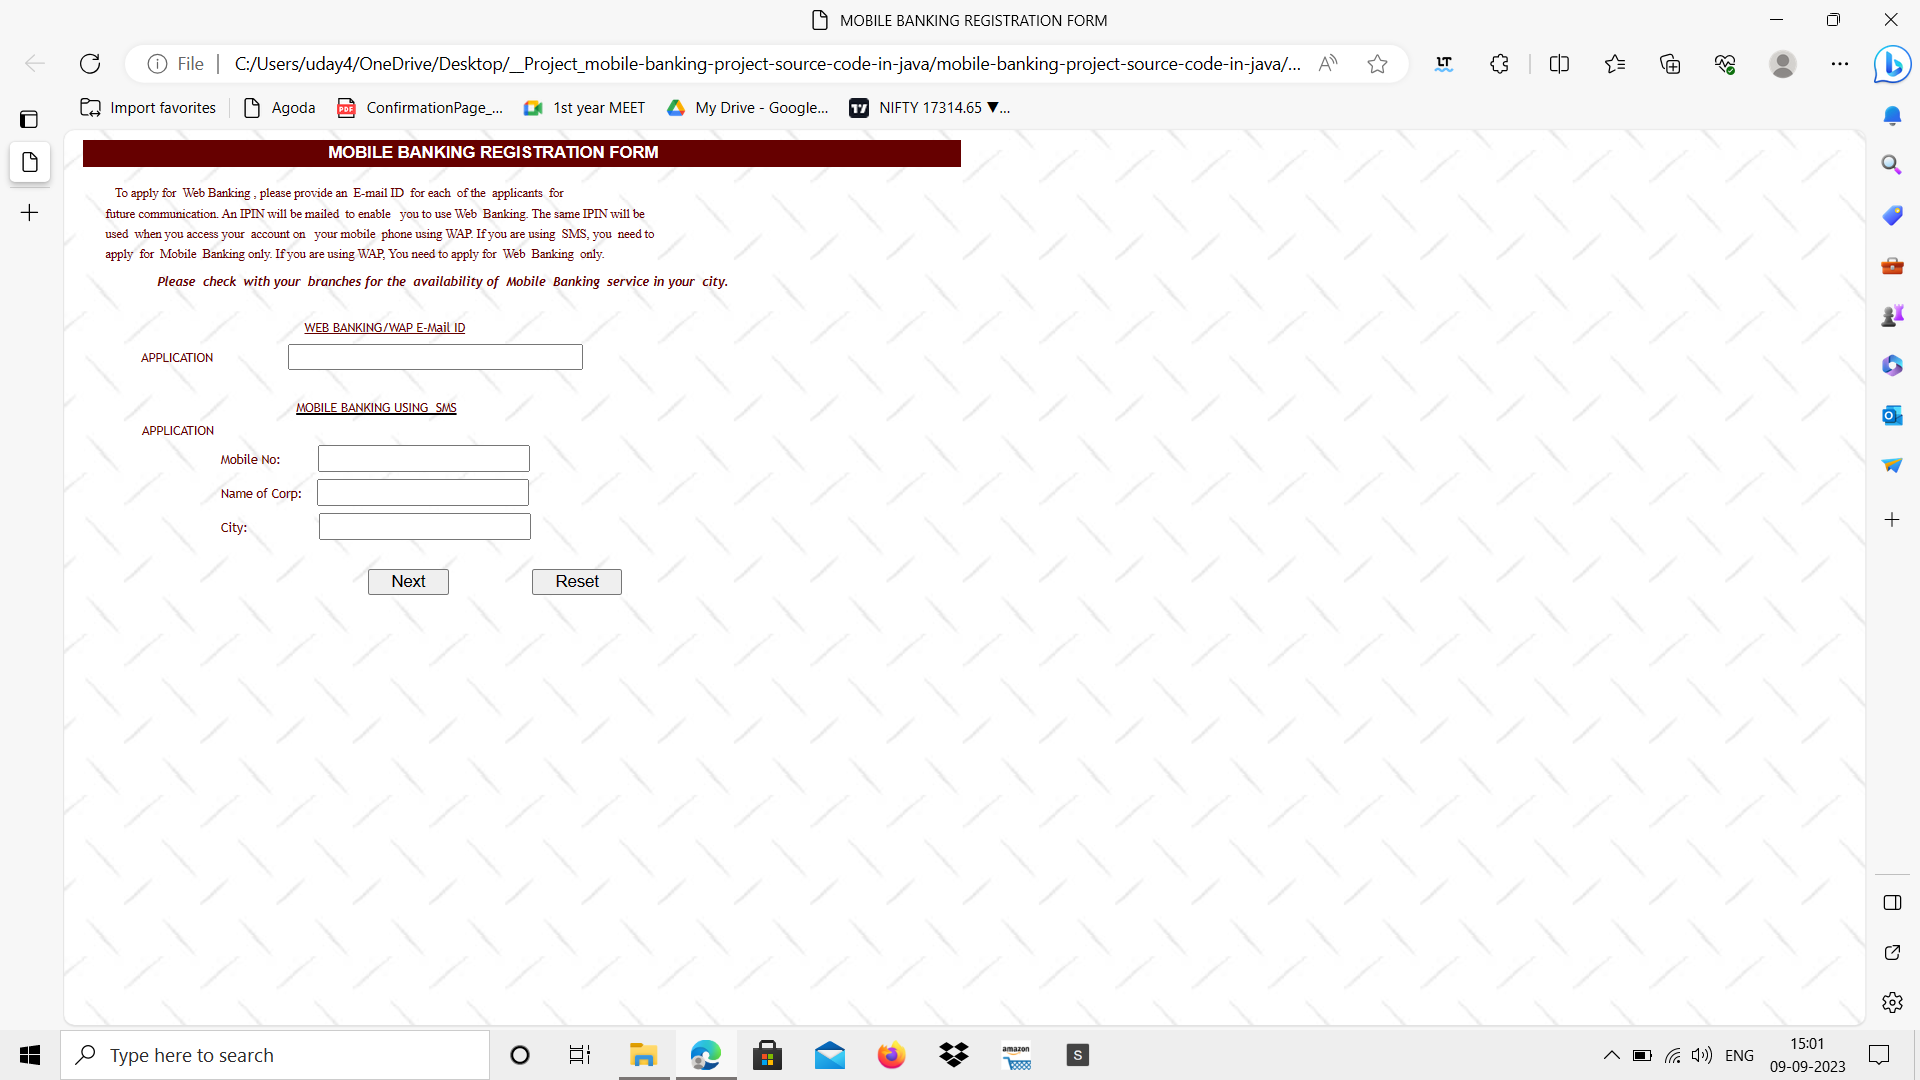 MOBILE BANKING REGISTRATION FORM
File
C:/Users/uday4/OneDrive/Desktop/__Project_mobile-banking-project-source-code-in-java/mobile-banking-project-source-code-in-java/...
Import favorites
Agoda
ConfirmationPage_...
1st year MEET
My Drive - Google...
NIFTY 17314.65 ▼...
MOBILE BANKING REGISTRATION FORM
To apply for Web Banking , please provide an E-mail ID for each of the applicants for
future communication. An IPIN will be mailed to enable you to use Web Banking. The same IPIN will be
used when you access your account on your mobile phone using WAP. If you are using SMS, you need to
apply for Mobile Banking only. If you are using WAP, You need to apply for Web Banking only.
Please check with your branches for the availability of Mobile Banking service in your city.
WEB BANKING/WAP E-Mail ID
APPLICATION
MOBILE BANKING USING SMS
APPLICATION
Mobile No:
Name of Corp:
City:
Next
Reset
Type here to search
amazon
S
ENG
15:01
09-09-2023